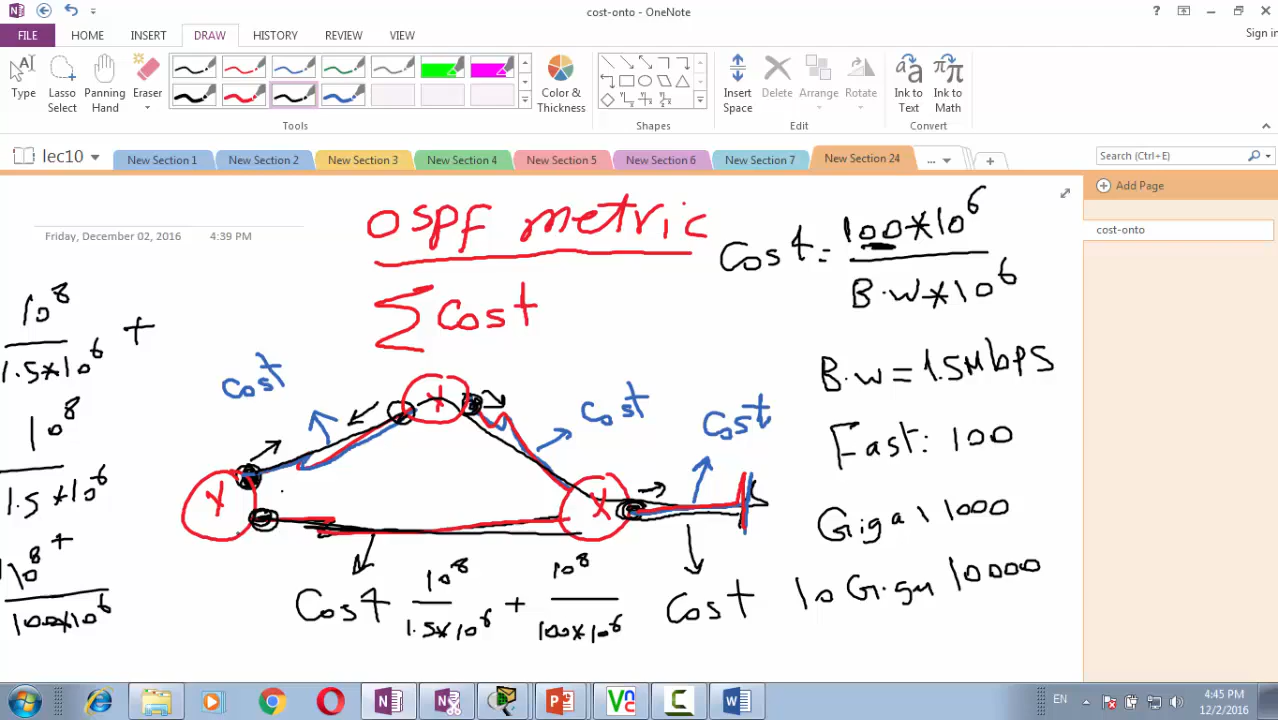 cost-onto - OneNote
Sign in
FILE HOME INSERT DRAW HISTORY REVIEW VIEW
Type
Lasso Select
Panning Hand
Eraser
Color & Thickness
Insert Space
Delete
Arrange
Rotate
Ink to Text
Ink to Math
Tools
Shapes
Edit
Convert
lec10
New Section 1
New Section 2
New Section 3
New Section 4
New Section 5
New Section 6
New Section 7
New Section 24
...
Search (Ctrl+E)
Add Page
cost-onto
Friday, December 02, 2016 4:39 PM
ospf metric
∑ Cost
Cost = 100*10^6 / B.W*10^6
B.W = 1.5Mbps
Fast: 100
Giga 1000
10 Giga 10000
10^8 / 1.5*10^6 +
10^8 / 1.5*10^6 +
10^8 / 100*10^6
cost
cost
cost
X
X
X
Cost 10^8 / 1.5*10^6 + 10^8 / 100*10^6
Cost
EN
4:45 PM
12/2/2016